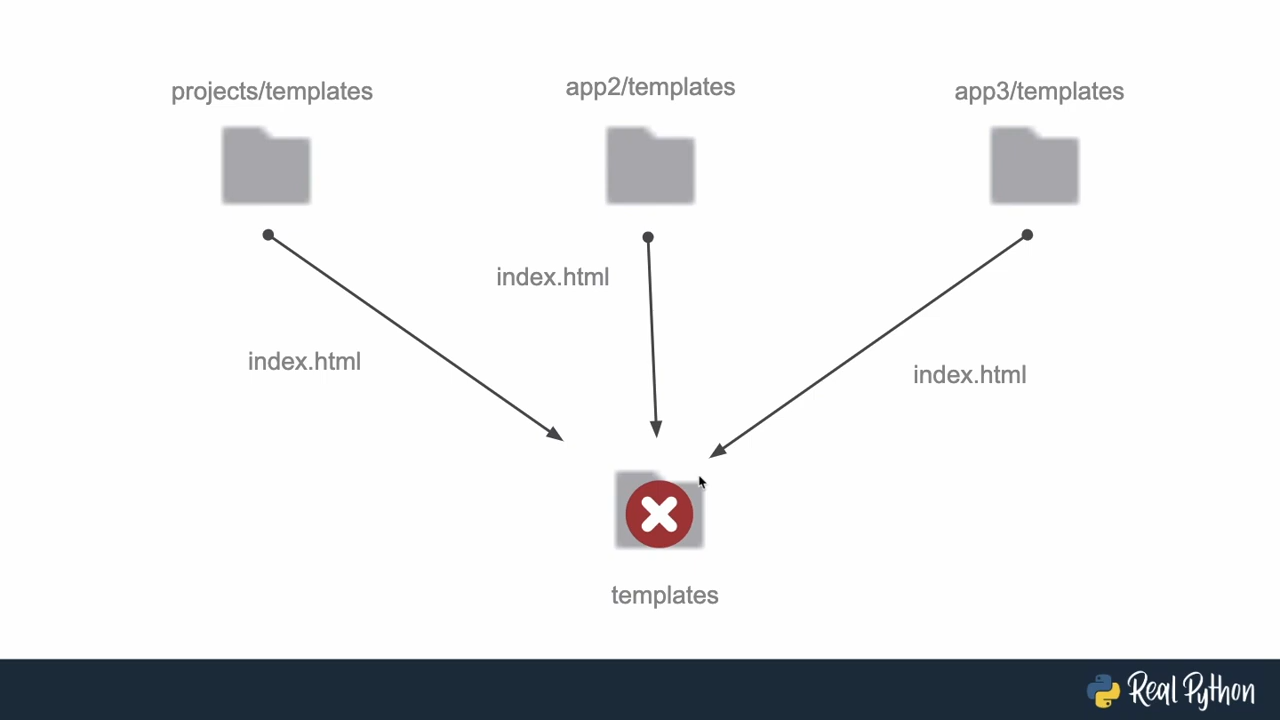 projects/templates
app2/templates
app3/templates
index.html
index.html
index.html
templates
Real Python